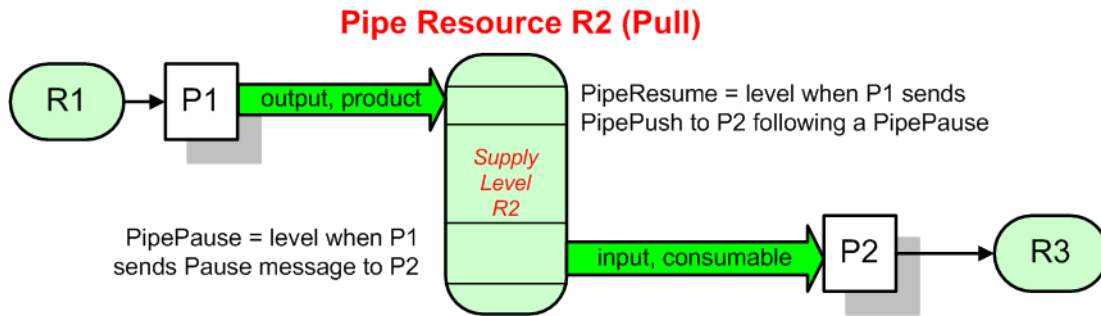 Pipe Resource R2 (Pull)
R1
P1
output, product
PipeResume = level when P1 sends
PipePush to P2 following a PipePause
Supply
Level
R2
PipePause = level when P1
sends Pause message to P2
input, consumable
P2
R3